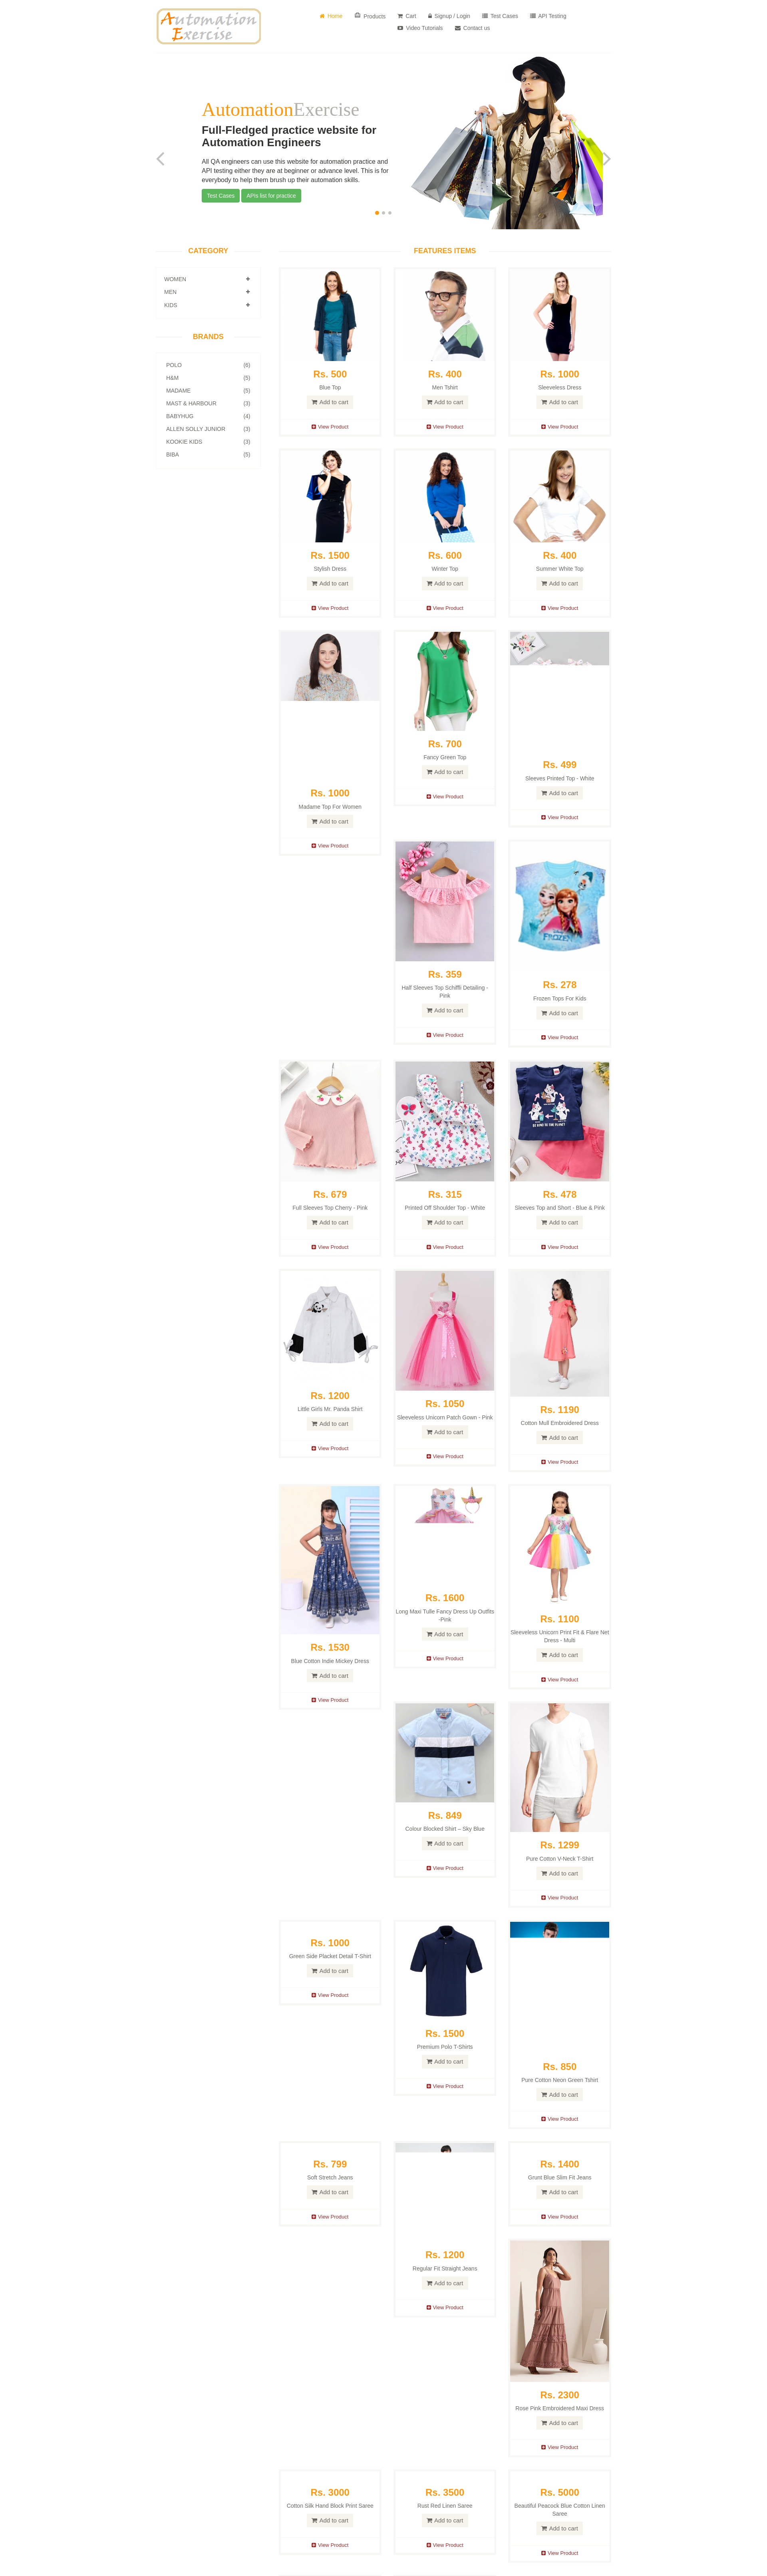 Automation
Exercise
Home
Products
Cart
Signup / Login
Test Cases
API Testing
Video Tutorials
Contact us
AutomationExercise
Full-Fledged practice website for
Automation Engineers
All QA engineers can use this website for automation practice and
API testing either they are at beginner or advance level. This is for
everybody to help them brush up their automation skills.
Test Cases
APIs list for practice
CATEGORY
WOMEN
MEN
KIDS
BRANDS
POLO (6)
H&M (5)
MADAME (5)
MAST & HARBOUR (3)
BABYHUG (4)
ALLEN SOLLY JUNIOR (3)
KOOKIE KIDS (3)
BIBA (5)
FEATURES ITEMS
Rs. 500
Blue Top
Add to cart
View Product
Rs. 400
Men Tshirt
Add to cart
View Product
Rs. 1000
Sleeveless Dress
Add to cart
View Product
Rs. 1500
Stylish Dress
Add to cart
View Product
Rs. 600
Winter Top
Add to cart
View Product
Rs. 400
Summer White Top
Add to cart
View Product
Rs. 1000
Madame Top For Women
Add to cart
View Product
Rs. 700
Fancy Green Top
Add to cart
View Product
Rs. 499
Sleeves Printed Top - White
Add to cart
View Product
Rs. 359
Half Sleeves Top Schiffli Detailing -
Pink
Add to cart
View Product
FROZEN
Rs. 278
Frozen Tops For Kids
Add to cart
View Product
Rs. 679
Full Sleeves Top Cherry - Pink
Add to cart
View Product
Rs. 315
Printed Off Shoulder Top - White
Add to cart
View Product
BE KIND TO THE PLANET
Rs. 478
Sleeves Top and Short - Blue & Pink
Add to cart
View Product
Rs. 1200
Little Girls Mr. Panda Shirt
Add to cart
View Product
Rs. 1050
Sleeveless Unicorn Patch Gown - Pink
Add to cart
View Product
Rs. 1190
Cotton Mull Embroidered Dress
Add to cart
View Product
Rs. 1530
Blue Cotton Indie Mickey Dress
Add to cart
View Product
Rs. 1600
Long Maxi Tulle Fancy Dress Up Outfits
-Pink
Add to cart
View Product
Rs. 1100
Sleeveless Unicorn Print Fit & Flare Net
Dress - Multi
Add to cart
View Product
Rs. 849
Colour Blocked Shirt – Sky Blue
Add to cart
View Product
Rs. 1299
Pure Cotton V-Neck T-Shirt
Add to cart
View Product
Rs. 1000
Green Side Placket Detail T-Shirt
Add to cart
View Product
Rs. 1500
Premium Polo T-Shirts
Add to cart
View Product
Rs. 850
Pure Cotton Neon Green Tshirt
Add to cart
View Product
Rs. 799
Soft Stretch Jeans
Add to cart
View Product
Rs. 1200
Regular Fit Straight Jeans
Add to cart
View Product
Rs. 1400
Grunt Blue Slim Fit Jeans
Add to cart
View Product
Rs. 2300
Rose Pink Embroidered Maxi Dress
Add to cart
View Product
Rs. 3000
Cotton Silk Hand Block Print Saree
Add to cart
View Product
Rs. 3500
Rust Red Linen Saree
Add to cart
View Product
Rs. 5000
Beautiful Peacock Blue Cotton Linen
Saree
Add to cart
View Product